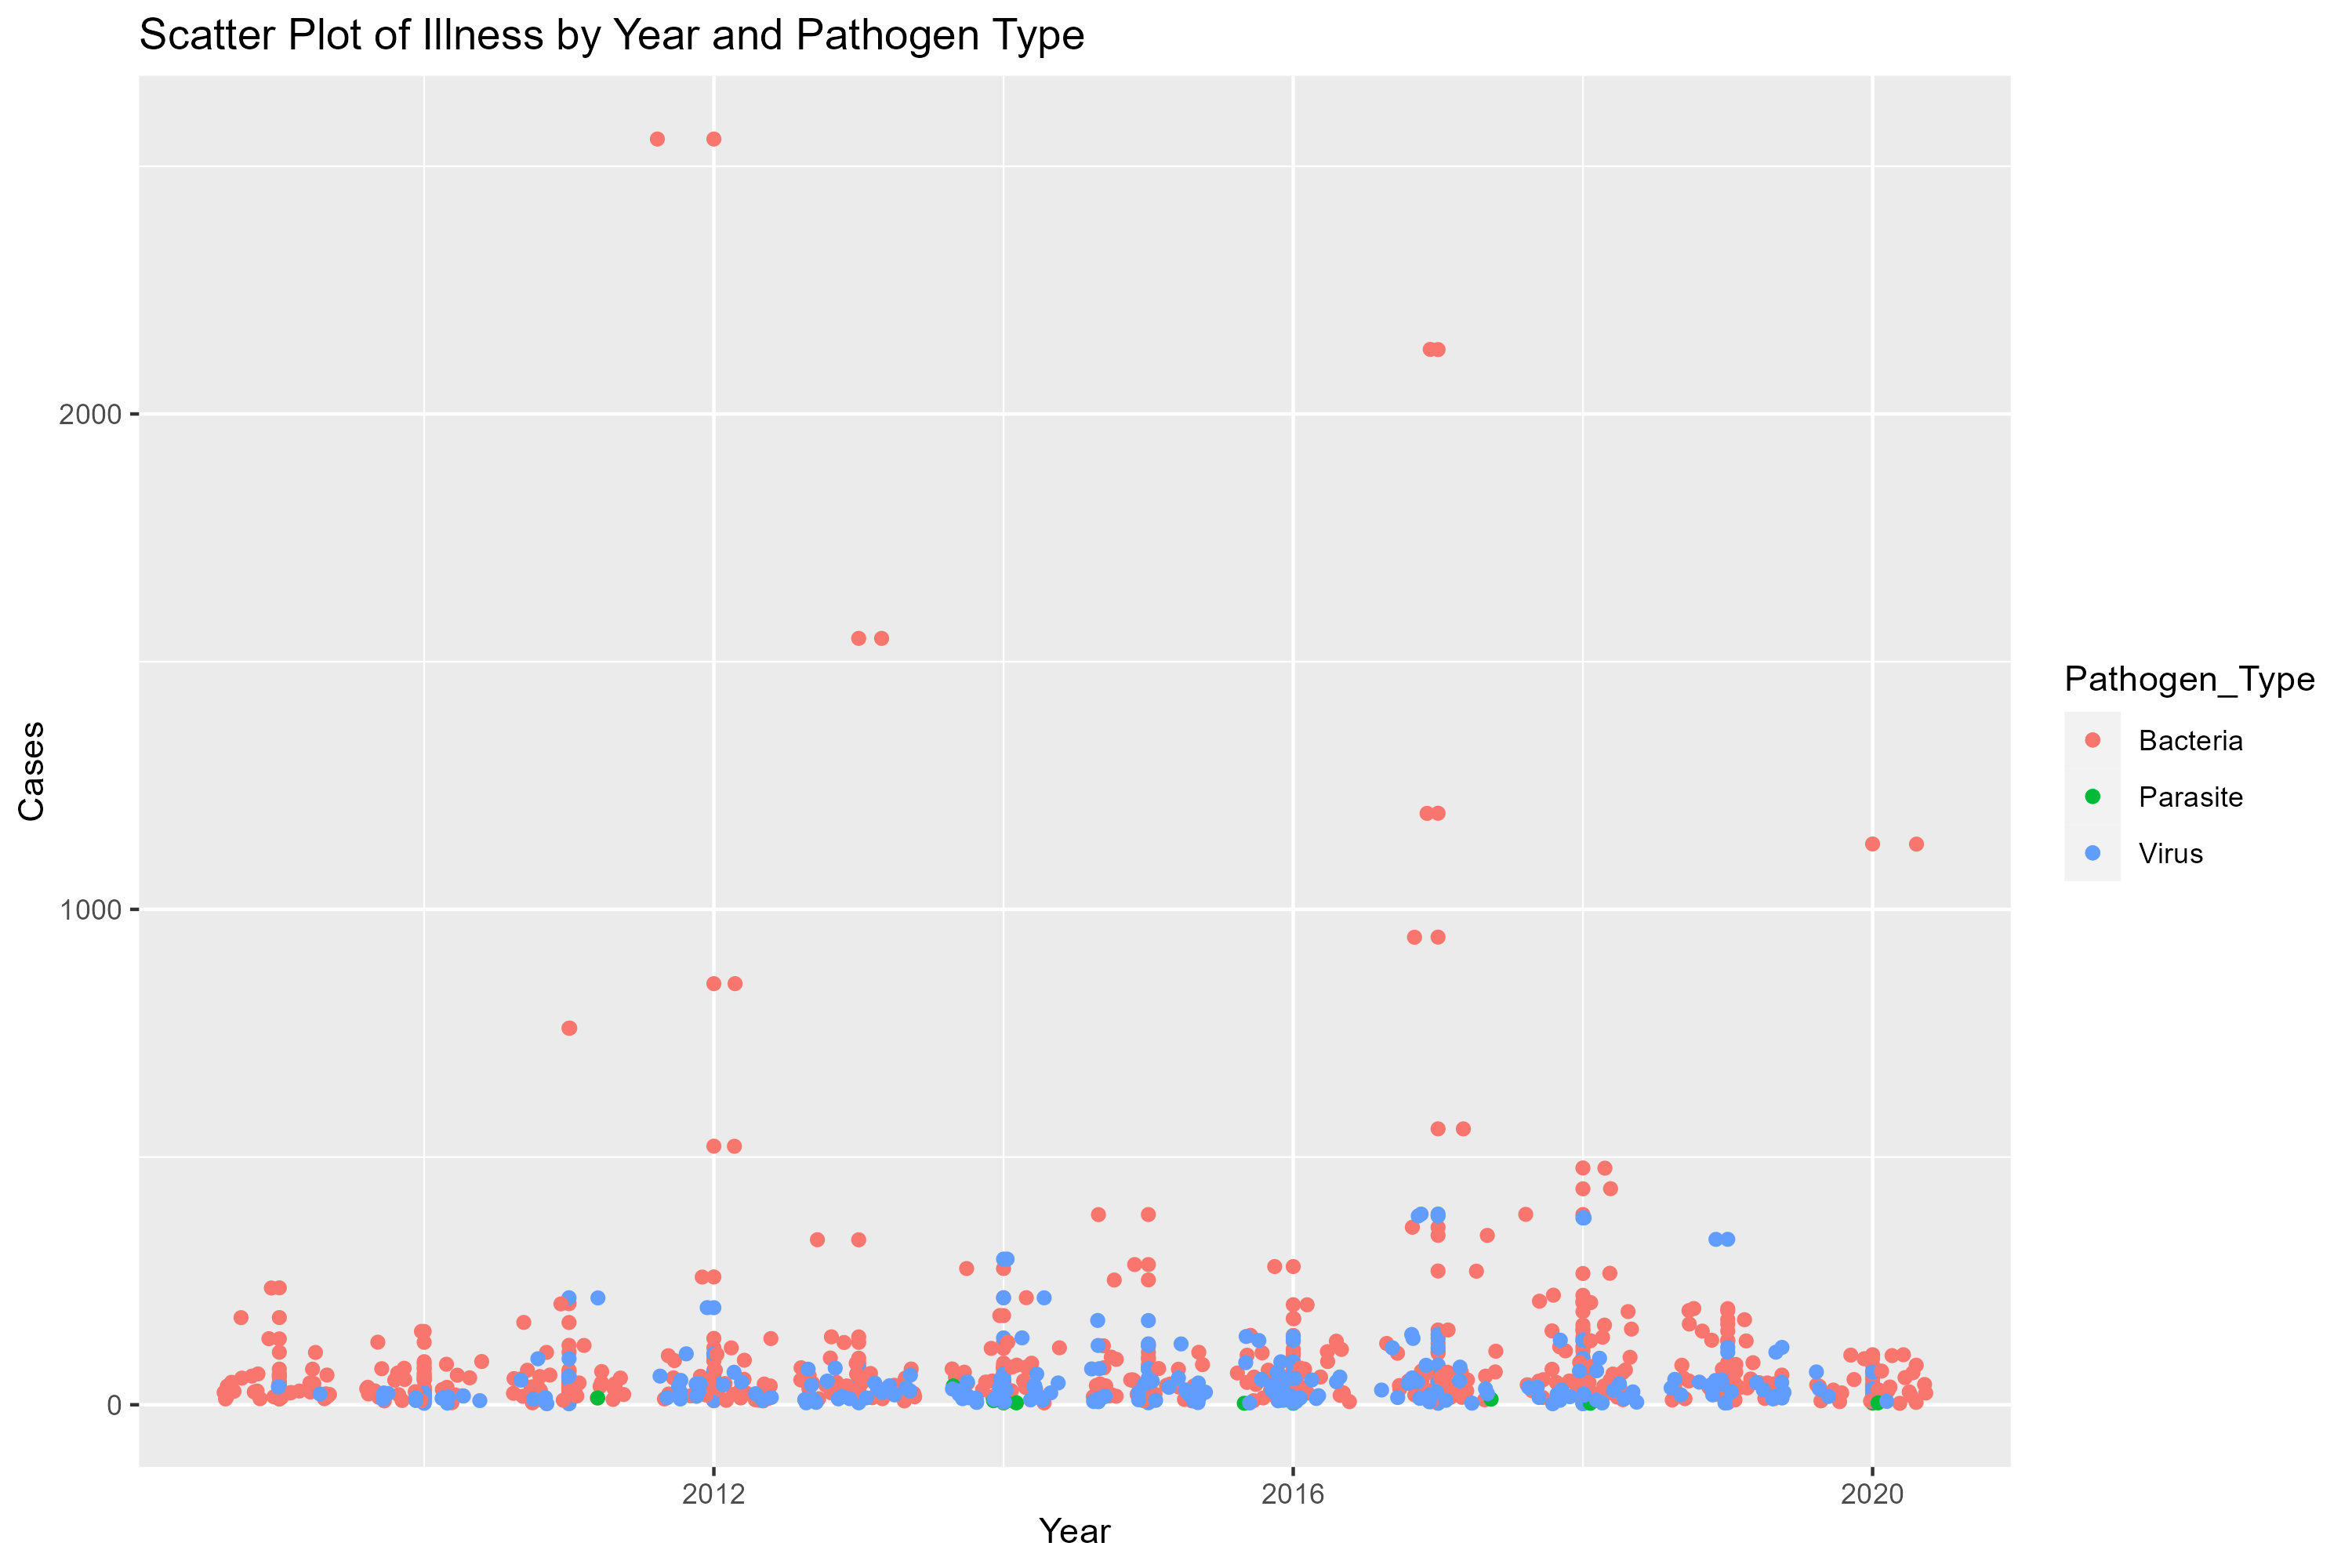 Scatter Plot of Illness by Year and Pathogen Type
2000
1000
0
Cases
2012
2016
2020
Year
Pathogen_Type
Bacteria
Parasite
Virus